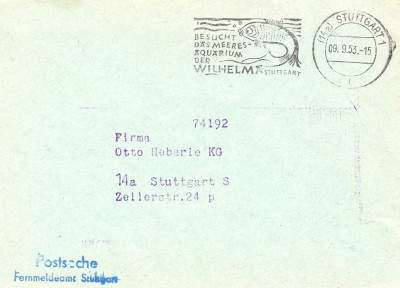 BESUCHT
DAS MEERES-
AQUARIUM
DER
WILHELMA STUTTGART
(14a) STUTTGART 1
09. 9.53.-15
74192
Firma
Otto Heberle KG
14a Stuttgart S
Zellerstr.24 p
Postsache
Fernmeldeamt Stuttgart